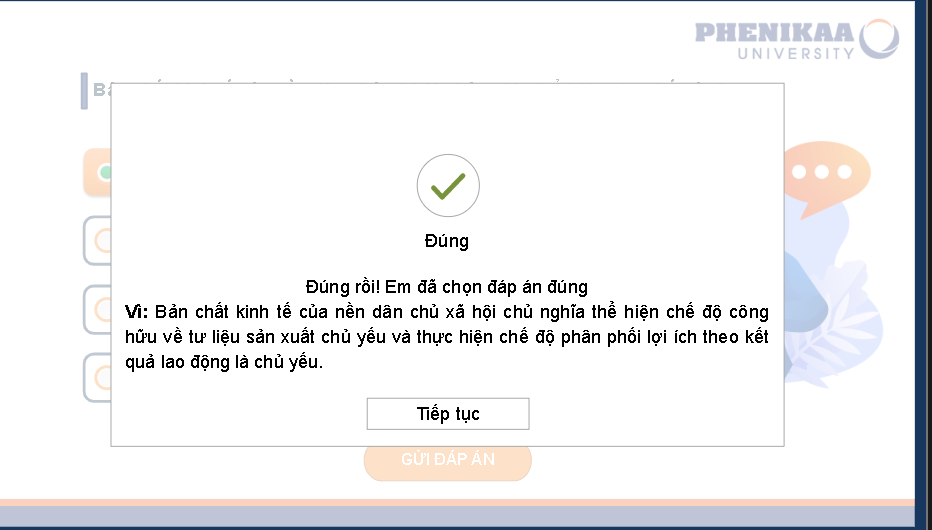 PHENIKAA
UNIVERSITY
Đúng
Đúng rồi! Em đã chọn đáp án đúng
Vì: Bản chất kinh tế của nền dân chủ xã hội chủ nghĩa thể hiện chế độ công
hữu về tư liệu sản xuất chủ yếu và thực hiện chế độ phân phối lợi ích theo kết
quả lao động là chủ yếu.
Tiếp tục
GỬI ĐÁP ÁN